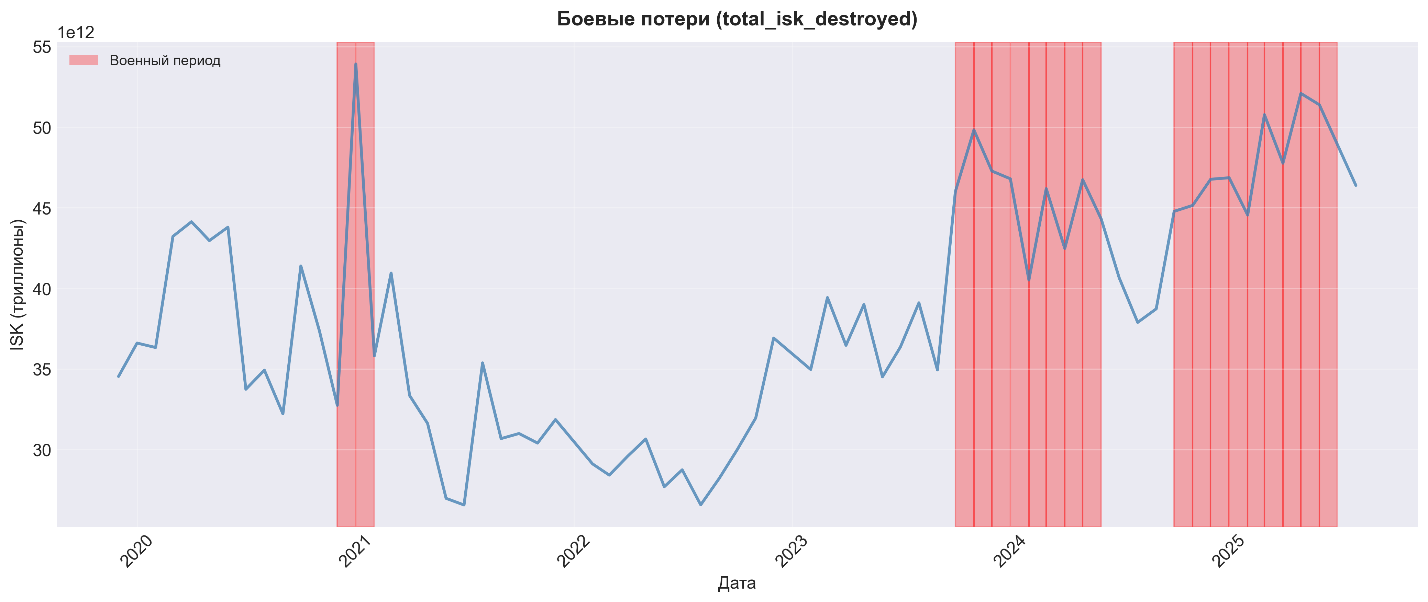 Боевые потери (total_isk_destroyed)
1e12
Военный период
55
50
45
40
35
30
ISK (триллионы)
2020
2021
2022
2023
2024
2025
Дата